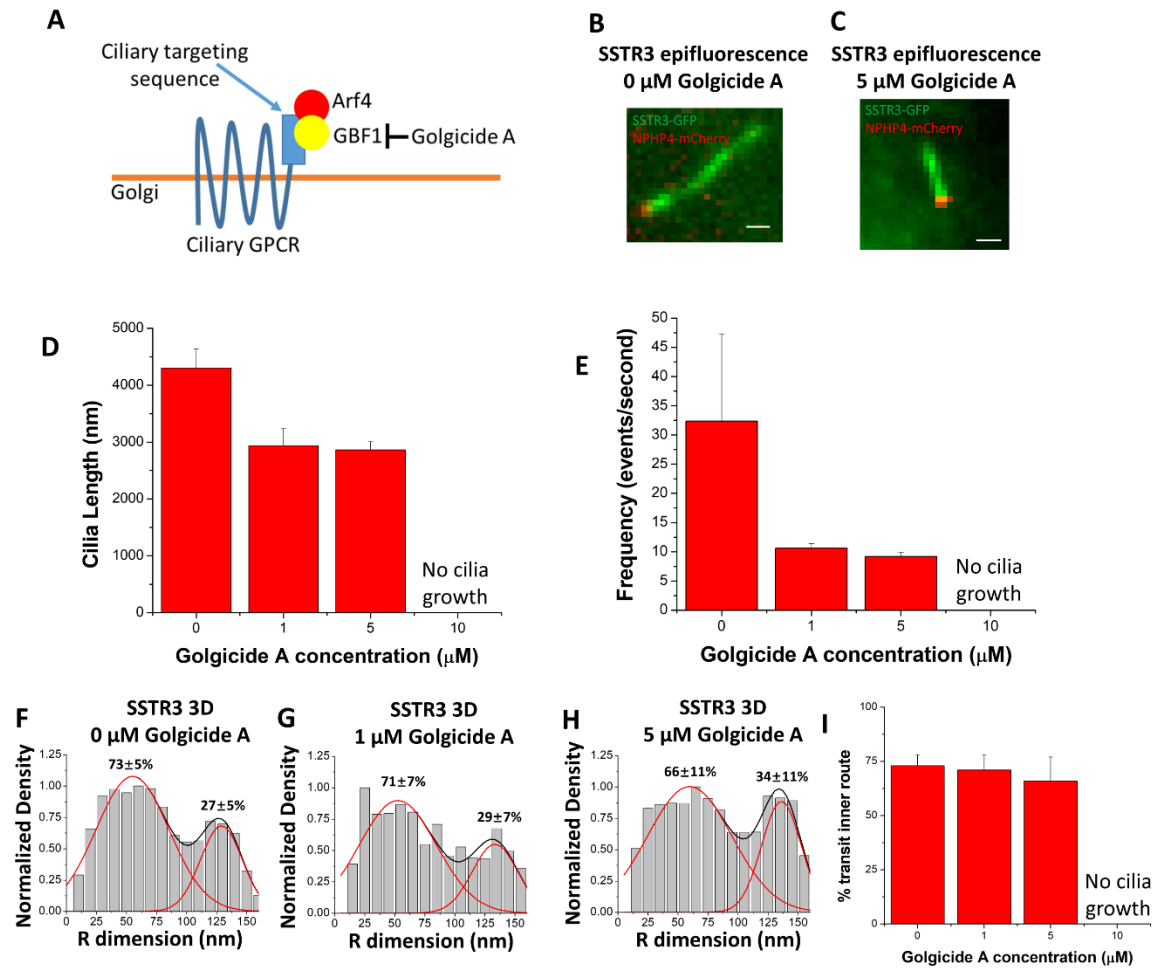 A
Ciliary targeting
sequence
Arf4
GBF1
Golgicide A
Golgi
Ciliary GPCR
B
SSTR3 epifluorescence
0 µM Golgicide A
SSTR3-GFP
NPHP4-mCherry
C
SSTR3 epifluorescence
5 µM Golgicide A
SSTR3-GFP
NPHP4-mCherry
D
Cilia Length (nm)
5000
4000
3000
2000
1000
0
No cilia
growth
0 1 5 10
Golgicide A concentration (µM)
E
Frequency (events/second)
50
45
40
35
30
25
20
15
10
5
0
No cilia
growth
0 1 5 10
Golgicide A concentration (µM)
F
SSTR3 3D
0 µM Golgicide A
Normalized Density
1.25
1.00
0.75
0.50
0.25
0.00
73±5%
27±5%
0 25 50 75 100 125 150
R dimension (nm)
G
SSTR3 3D
1 µM Golgicide A
Normalized Density
1.25
1.00
0.75
0.50
0.25
0.00
71±7%
29±7%
0 25 50 75 100 125 150
R dimension (nm)
H
SSTR3 3D
5 µM Golgicide A
Normalized Density
1.25
1.00
0.75
0.50
0.25
0.00
66±11%
34±11%
0 25 50 75 100 125 150
R dimension (nm)
I
% transit inner route
100
75
50
25
0
No cilia
growth
0 1 5 10
Golgicide A concentration (µM)